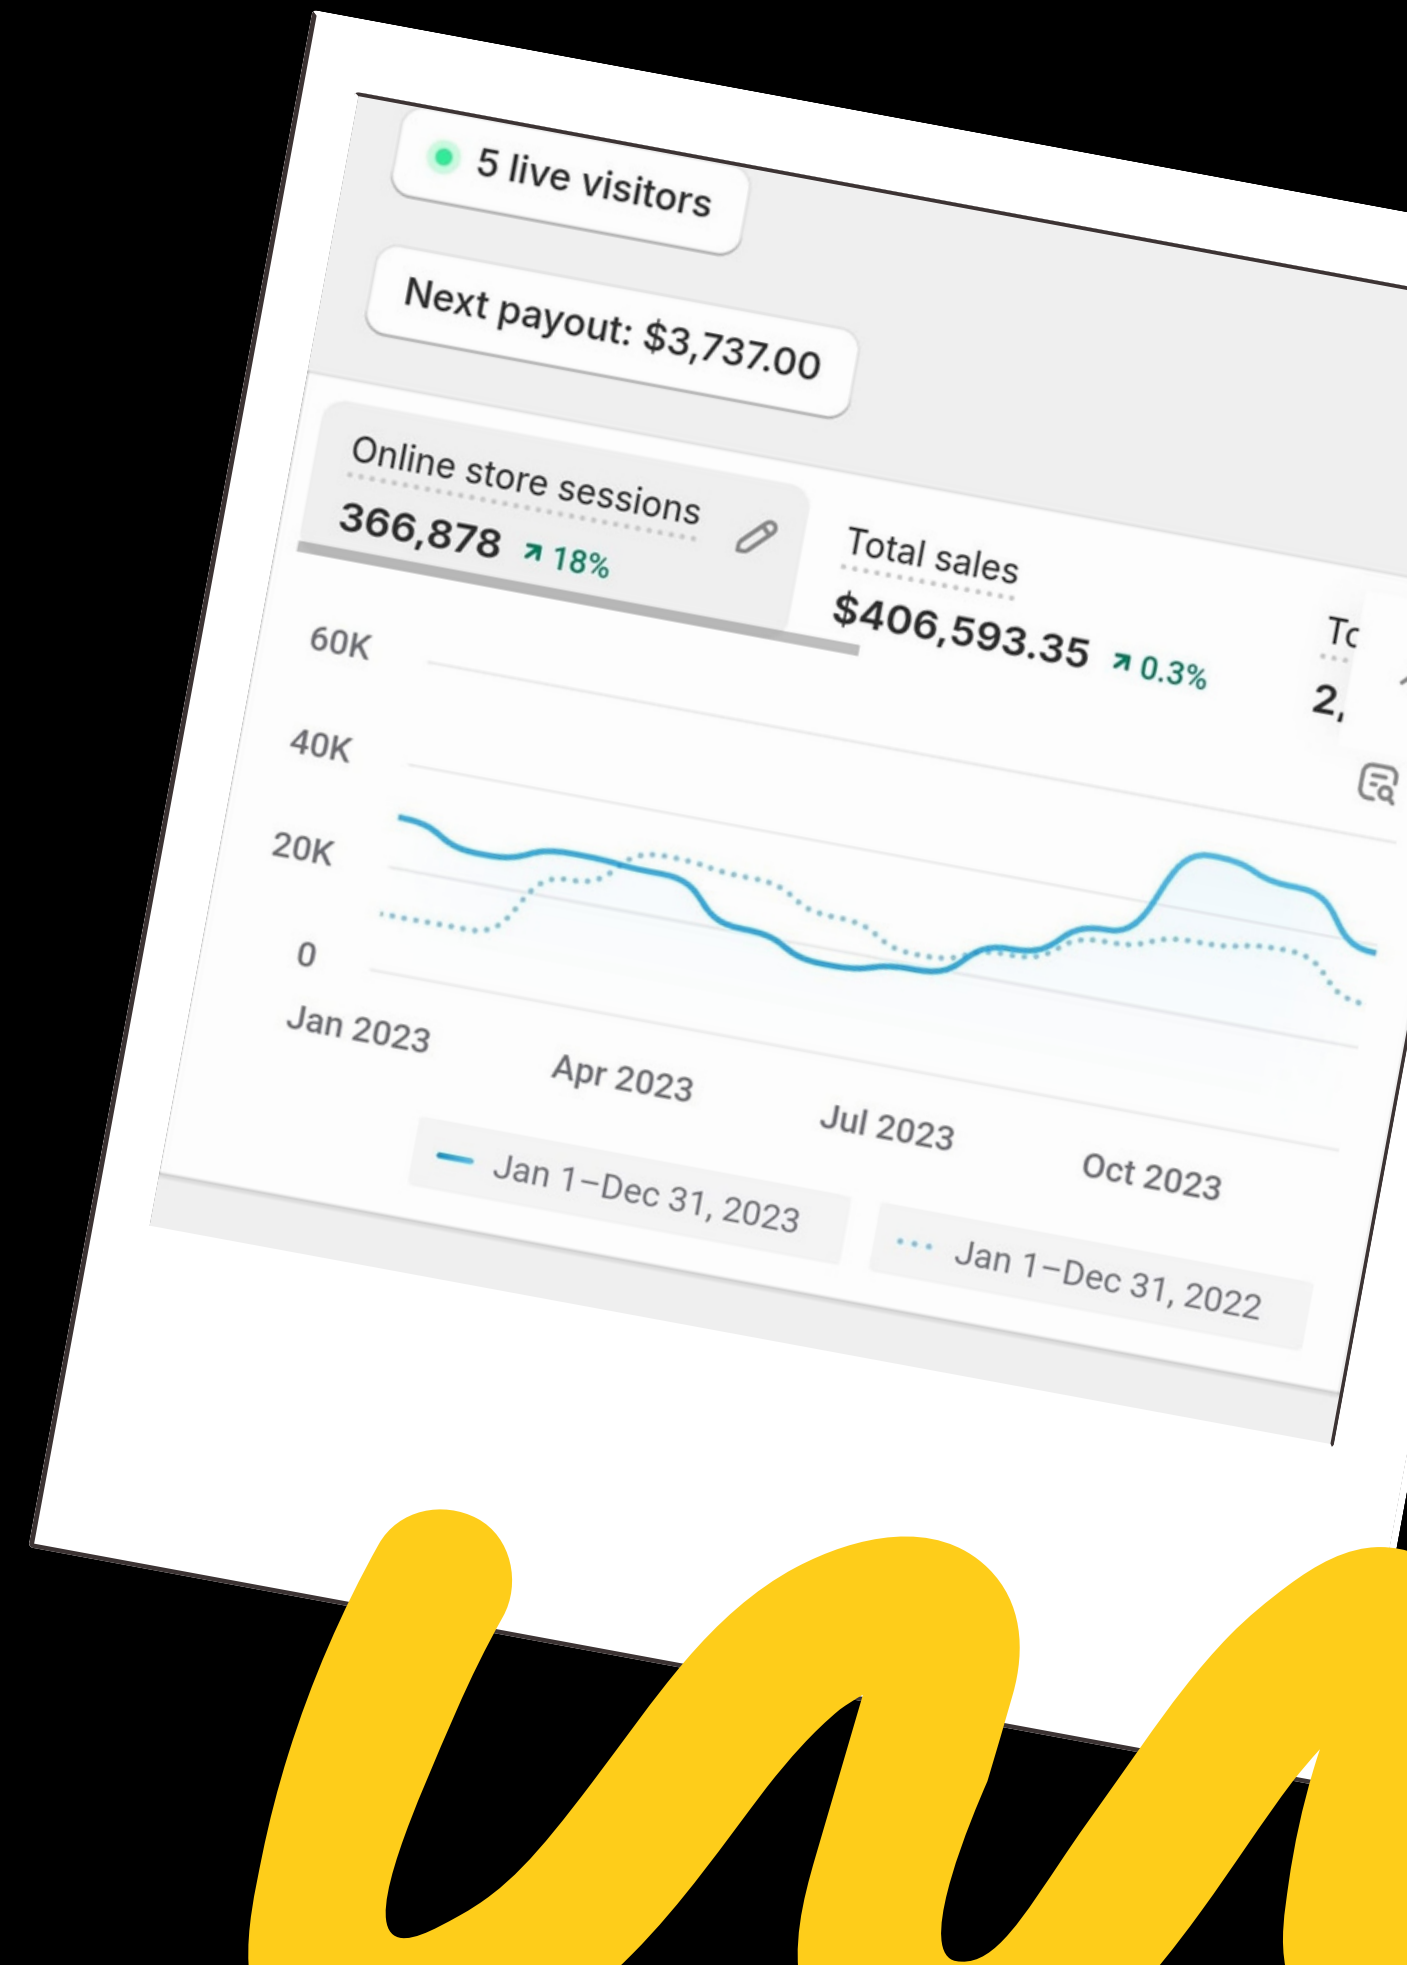 5 live visitors
Next payout: $3,737.00
Online store sessions
366,878 ↗ 18%
Total sales
$406,593.35 ↗ 0.3%
2,
60K
40K
20K
0
Jan 2023
Apr 2023
Jul 2023
Oct 2023
Jan 1–Dec 31, 2023
Jan 1–Dec 31, 2022